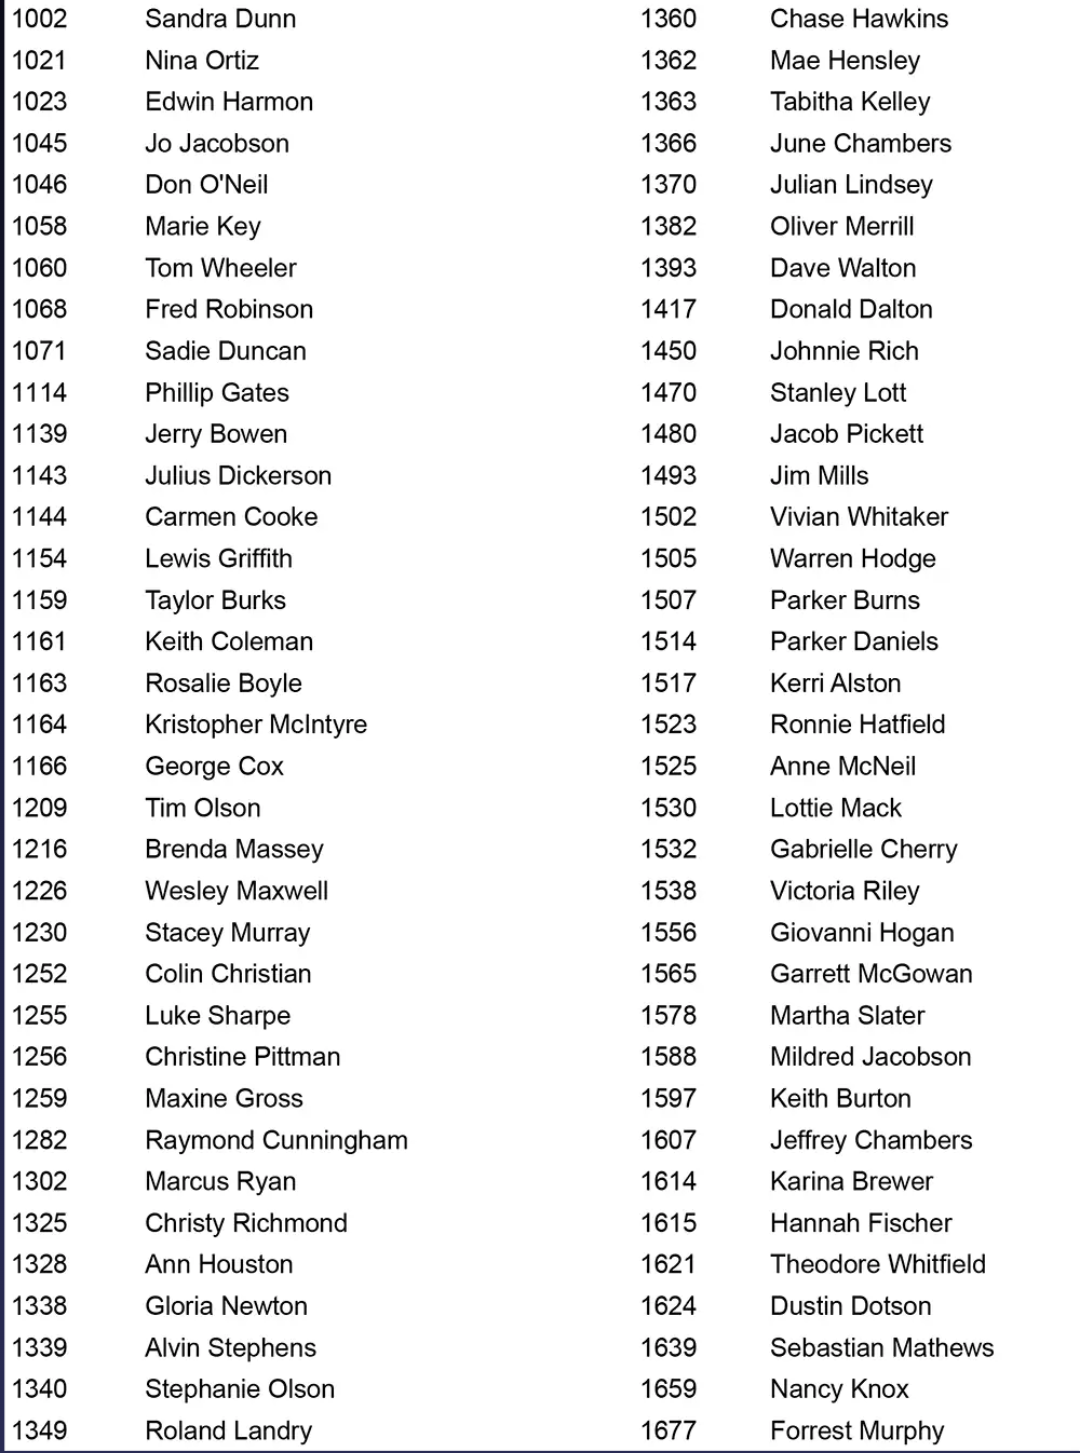 1002 Sandra Dunn 1360 Chase Hawkins
1021 Nina Ortiz 1362 Mae Hensley
1023 Edwin Harmon 1363 Tabitha Kelley
1045 Jo Jacobson 1366 June Chambers
1046 Don O'Neil 1370 Julian Lindsey
1058 Marie Key 1382 Oliver Merrill
1060 Tom Wheeler 1393 Dave Walton
1068 Fred Robinson 1417 Donald Dalton
1071 Sadie Duncan 1450 Johnnie Rich
1114 Phillip Gates 1470 Stanley Lott
1139 Jerry Bowen 1480 Jacob Pickett
1143 Julius Dickerson 1493 Jim Mills
1144 Carmen Cooke 1502 Vivian Whitaker
1154 Lewis Griffith 1505 Warren Hodge
1159 Taylor Burks 1507 Parker Burns
1161 Keith Coleman 1514 Parker Daniels
1163 Rosalie Boyle 1517 Kerri Alston
1164 Kristopher McIntyre 1523 Ronnie Hatfield
1166 George Cox 1525 Anne McNeil
1209 Tim Olson 1530 Lottie Mack
1216 Brenda Massey 1532 Gabrielle Cherry
1226 Wesley Maxwell 1538 Victoria Riley
1230 Stacey Murray 1556 Giovanni Hogan
1252 Colin Christian 1565 Garrett McGowan
1255 Luke Sharpe 1578 Martha Slater
1256 Christine Pittman 1588 Mildred Jacobson
1259 Maxine Gross 1597 Keith Burton
1282 Raymond Cunningham 1607 Jeffrey Chambers
1302 Marcus Ryan 1614 Karina Brewer
1325 Christy Richmond 1615 Hannah Fischer
1328 Ann Houston 1621 Theodore Whitfield
1338 Gloria Newton 1624 Dustin Dotson
1339 Alvin Stephens 1639 Sebastian Mathews
1340 Stephanie Olson 1659 Nancy Knox
1349 Roland Landry 1677 Forrest Murphy